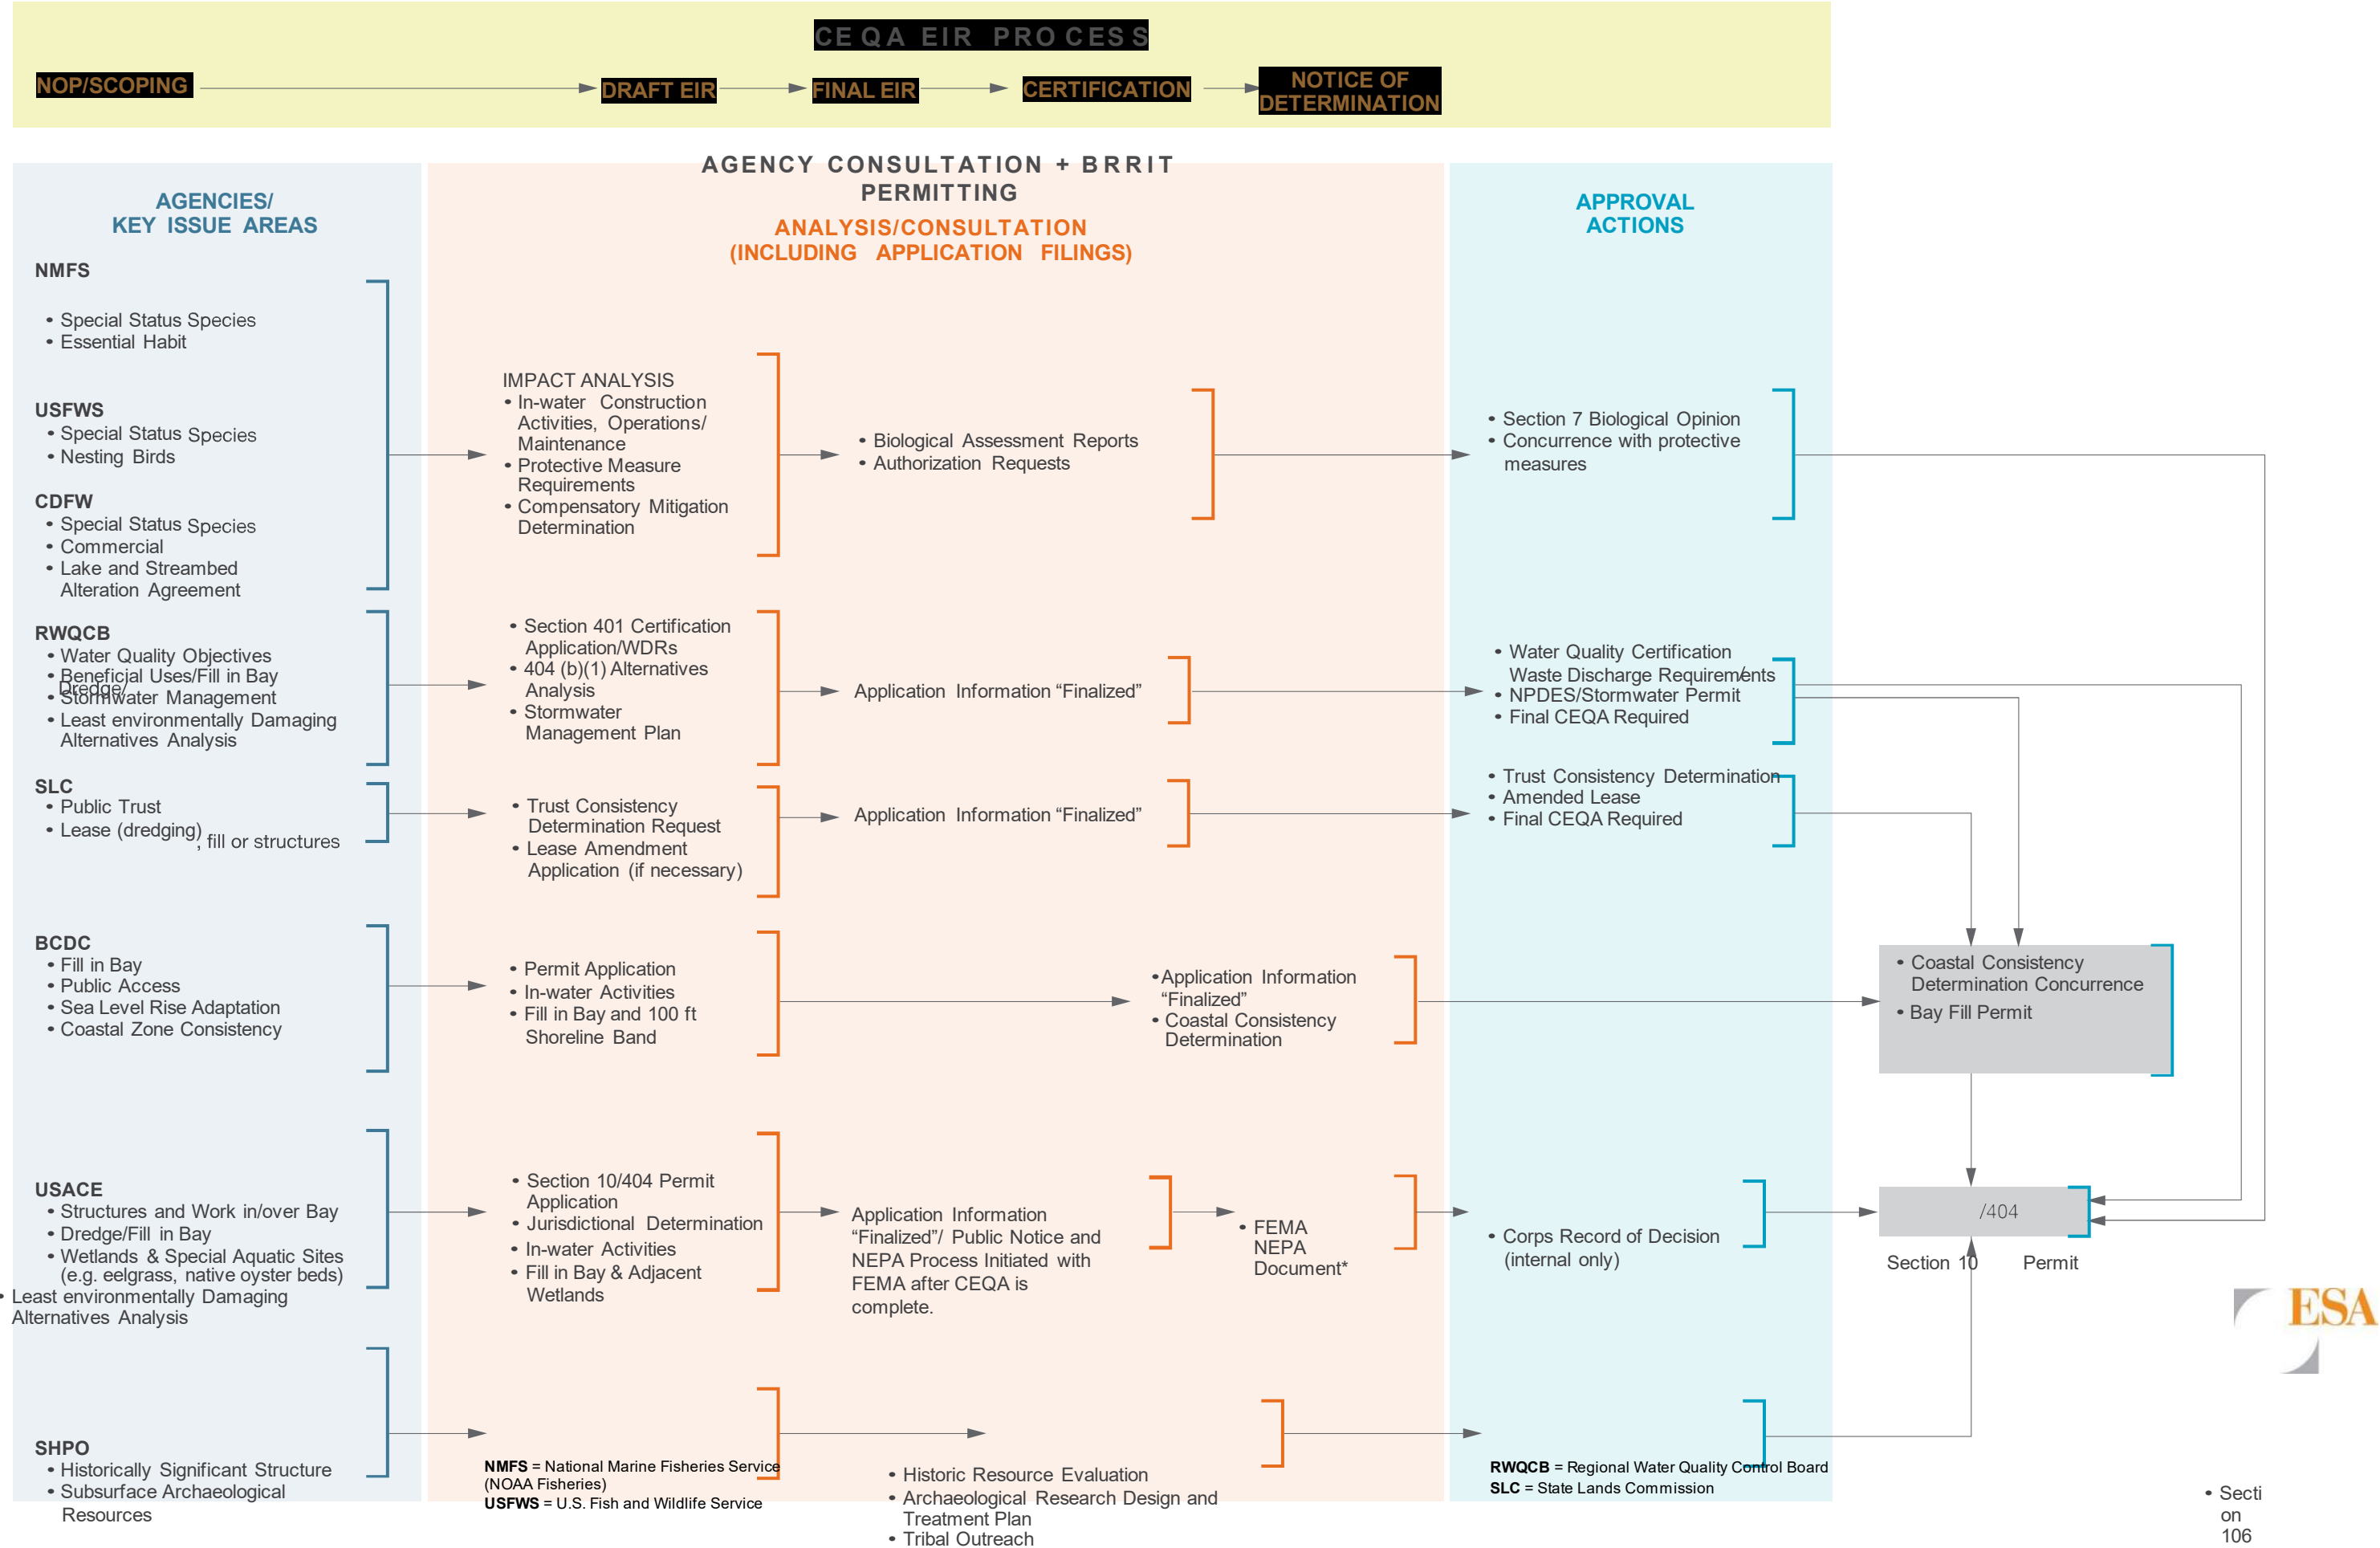 CEQA EIR PROCESS
NOP/SCOPING
DRAFT EIR
FINAL EIR
CERTIFICATION
NOTICE OF
DETERMINATION
AGENCY CONSULTATION + BRRIT
PERMITTING
AGENCIES/
KEY ISSUE AREAS
ANALYSIS/CONSULTATION
(INCLUDING APPLICATION FILINGS)
APPROVAL
ACTIONS
NMFS
• Special Status Species
• Essential Habit
USFWS
• Special Status Species
• Nesting Birds
CDFW
• Special Status Species
• Commercial
• Lake and Streambed
Alteration Agreement
IMPACT ANALYSIS
• In-water Construction
Activities, Operations/
Maintenance
• Protective Measure
Requirements
• Compensatory Mitigation
Determination
• Biological Assessment Reports
• Authorization Requests
• Section 7 Biological Opinion
• Concurrence with protective
measures
RWQCB
• Water Quality Objectives
• Beneficial Uses/Fill in Bay
Dredge/
• Stormwater Management
• Least environmentally Damaging
Alternatives Analysis
• Section 401 Certification
Application/WDRs
• 404 (b)(1) Alternatives
Analysis
• Stormwater
Management Plan
Application Information “Finalized”
• Water Quality Certification
/
Waste Discharge Requirements
• NPDES/Stormwater Permit
• Final CEQA Required
SLC
• Public Trust
• Lease (dredging)
, fill or structures
• Trust Consistency
Determination Request
• Lease Amendment
Application (if necessary)
Application Information “Finalized”
• Trust Consistency Determination
• Amended Lease
• Final CEQA Required
BCDC
• Fill in Bay
• Public Access
• Sea Level Rise Adaptation
• Coastal Zone Consistency
• Permit Application
• In-water Activities
• Fill in Bay and 100 ft
Shoreline Band
• Application Information
“Finalized”
• Coastal Consistency
Determination
• Coastal Consistency
Determination Concurrence
• Bay Fill Permit
USACE
• Structures and Work in/over Bay
• Dredge/Fill in Bay
• Wetlands & Special Aquatic Sites
(e.g. eelgrass, native oyster beds)
• Least environmentally Damaging
Alternatives Analysis
• Section 10/404 Permit
Application
• Jurisdictional Determination
• In-water Activities
• Fill in Bay & Adjacent
Wetlands
Application Information
“Finalized”/ Public Notice and
NEPA Process Initiated with
FEMA after CEQA is
complete.
• FEMA
NEPA
Document*
• Corps Record of Decision
(internal only)
/404
Section 10 Permit
ESA
SHPO
• Historically Significant Structure
• Subsurface Archaeological
Resources
NMFS = National Marine Fisheries Service
(NOAA Fisheries)
USFWS = U.S. Fish and Wildlife Service
• Historic Resource Evaluation
• Archaeological Research Design and
Treatment Plan
• Tribal Outreach
RWQCB = Regional Water Quality Control Board
SLC = State Lands Commission
• Secti
on
106